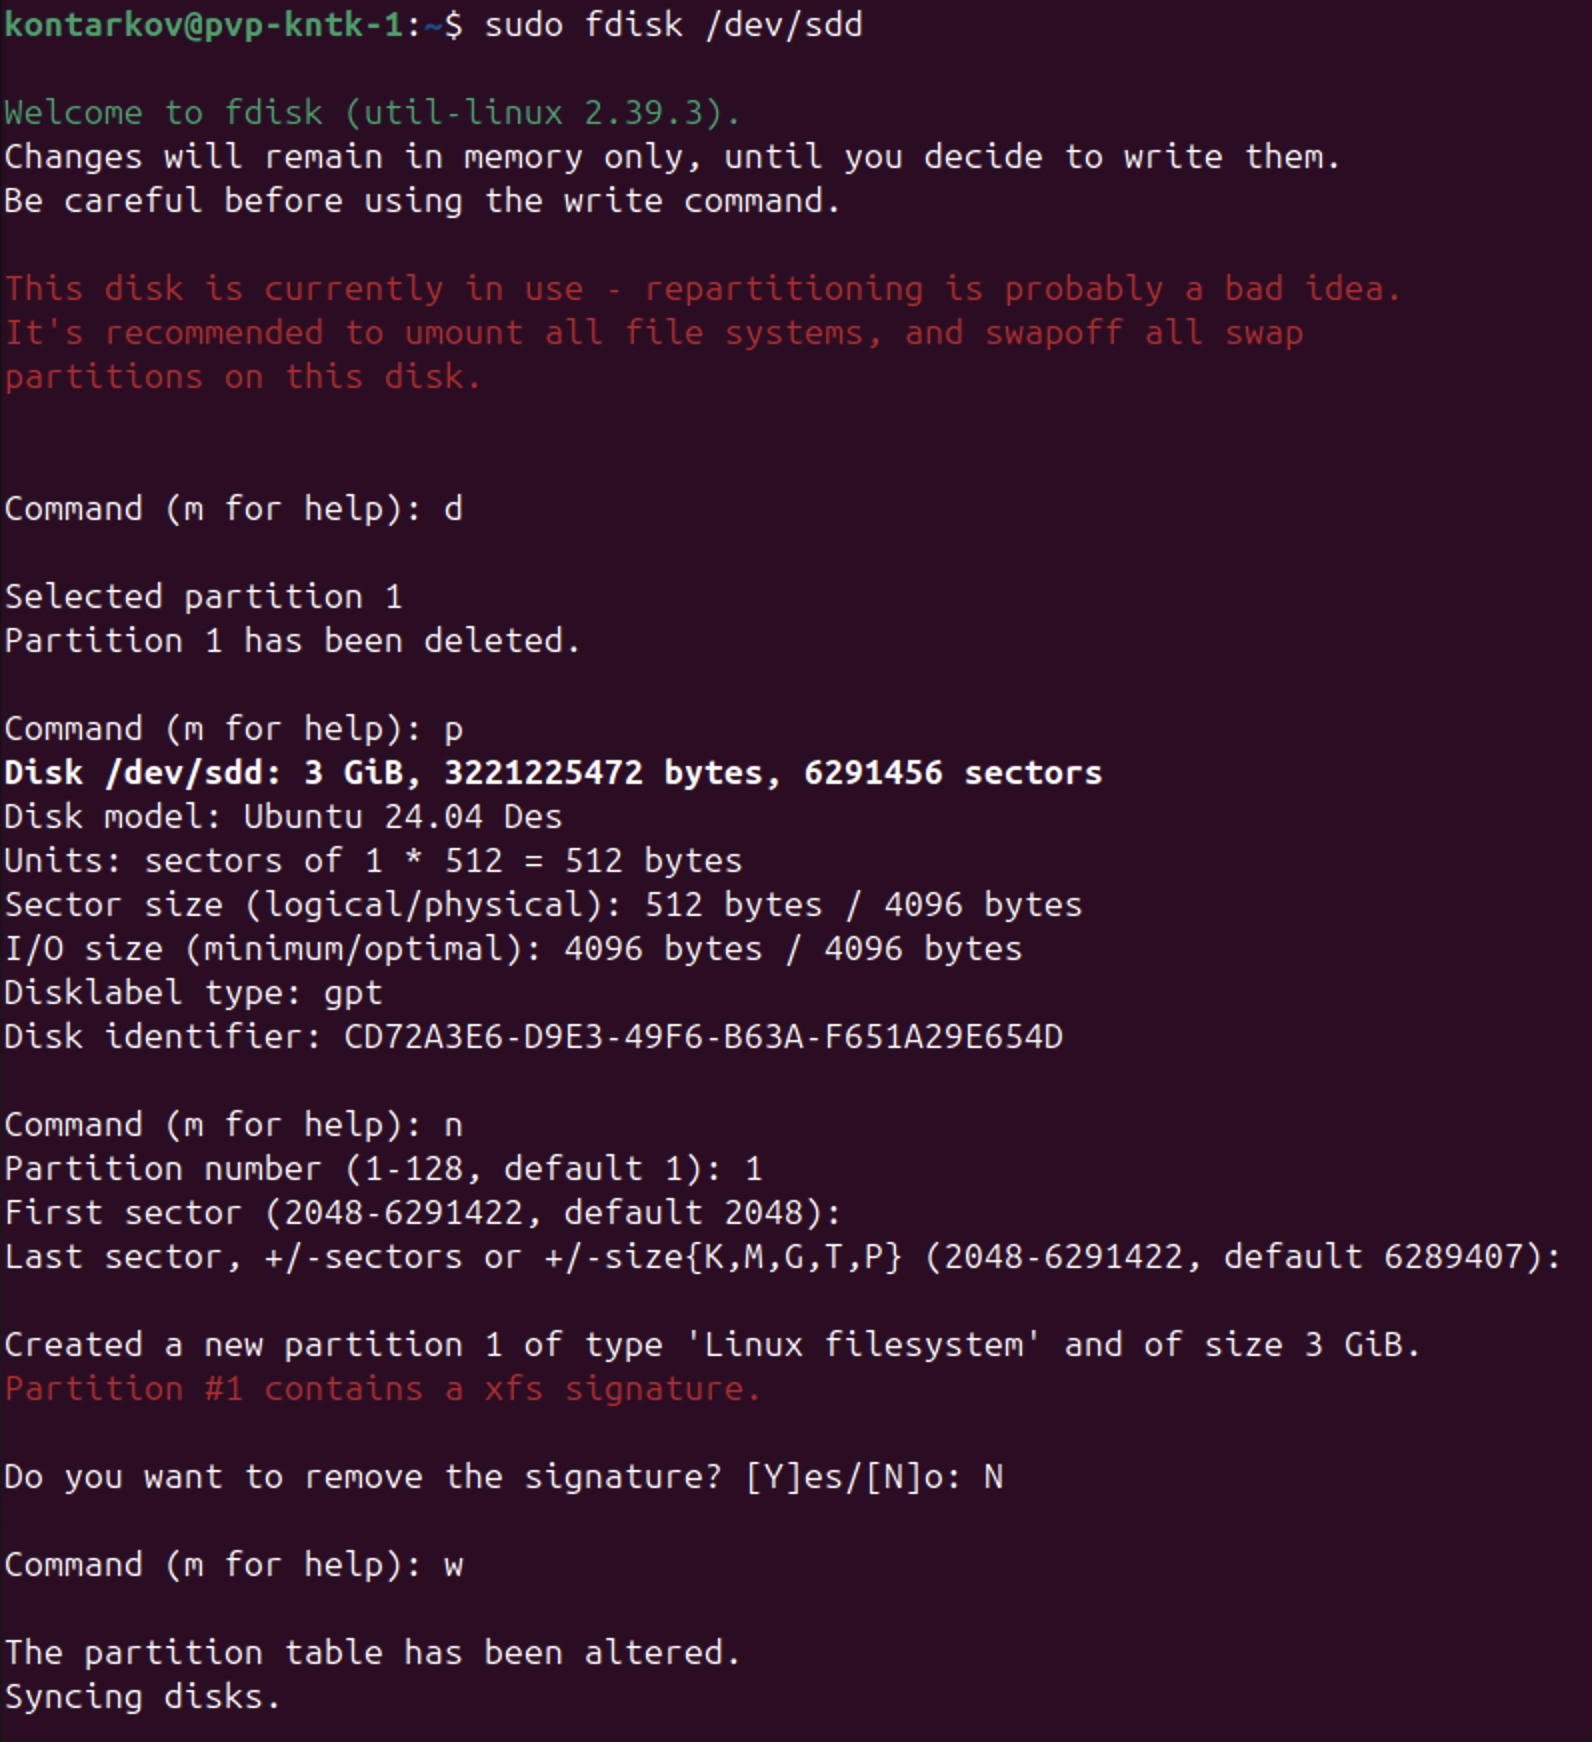 kontarkov@pvp-kntk-1:~$ sudo fdisk /dev/sdd
Welcome to fdisk (util-linux 2.39.3).
Changes will remain in memory only, until you decide to write them.
Be careful before using the write command.
This disk is currently in use - repartitioning is probably a bad idea.
It's recommended to umount all file systems, and swapoff all swap
partitions on this disk.
Command (m for help): d
Selected partition 1
Partition 1 has been deleted.
Command (m for help): p
Disk /dev/sdd: 3 GiB, 3221225472 bytes, 6291456 sectors
Disk model: Ubuntu 24.04 Des
Units: sectors of 1 * 512 = 512 bytes
Sector size (logical/physical): 512 bytes / 4096 bytes
I/O size (minimum/optimal): 4096 bytes / 4096 bytes
Disklabel type: gpt
Disk identifier: CD72A3E6-D9E3-49F6-B63A-F651A29E654D
Command (m for help): n
Partition number (1-128, default 1): 1
First sector (2048-6291422, default 2048):
Last sector, +/-sectors or +/-size{K,M,G,T,P} (2048-6291422, default 6289407):
Created a new partition 1 of type 'Linux filesystem' and of size 3 GiB.
Partition #1 contains a xfs signature.
Do you want to remove the signature? [Y]es/[N]o: N
Command (m for help): w
The partition table has been altered.
Syncing disks.